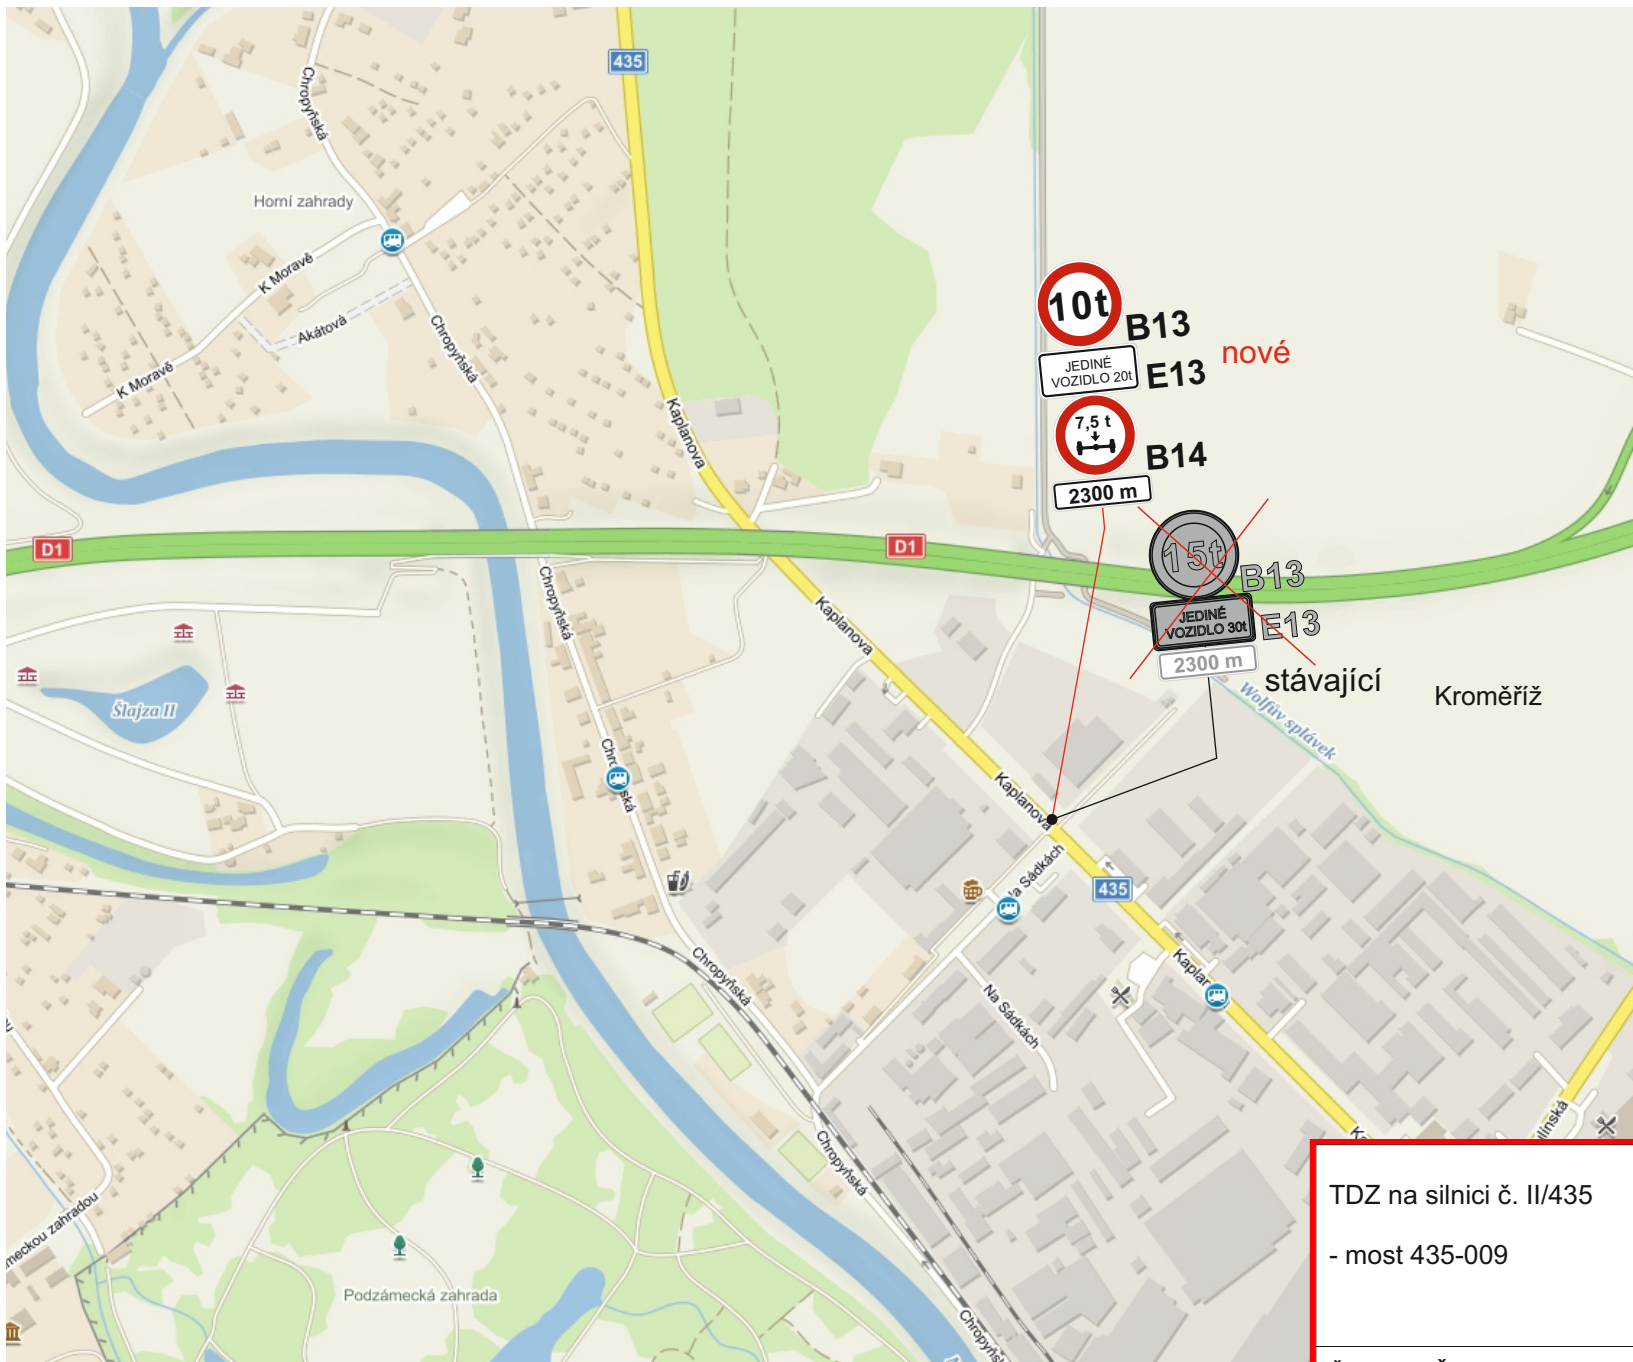 435
Chropyňská
Horní zahrady
K Moravě
Akátová
K Moravě
Chropyňská
Kaplanova
10t
B13
nové
JEDINÉ
VOZIDLO 20t
E13
7,5 t
B14
2300 m
D1
D1
15t
B13
JEDINÉ
VOZIDLO 30t
E13
2300 m
stávající
Kroměříž
Wolfův splávek
Chropyňská
Kaplanova
Šlajza II
Kaplanova
Na Sádkách
435
Chropyňská
Na Sádkách
Chropyňská
Podzámecká zahrada
TDZ na silnici č. II/435
- most 435-009